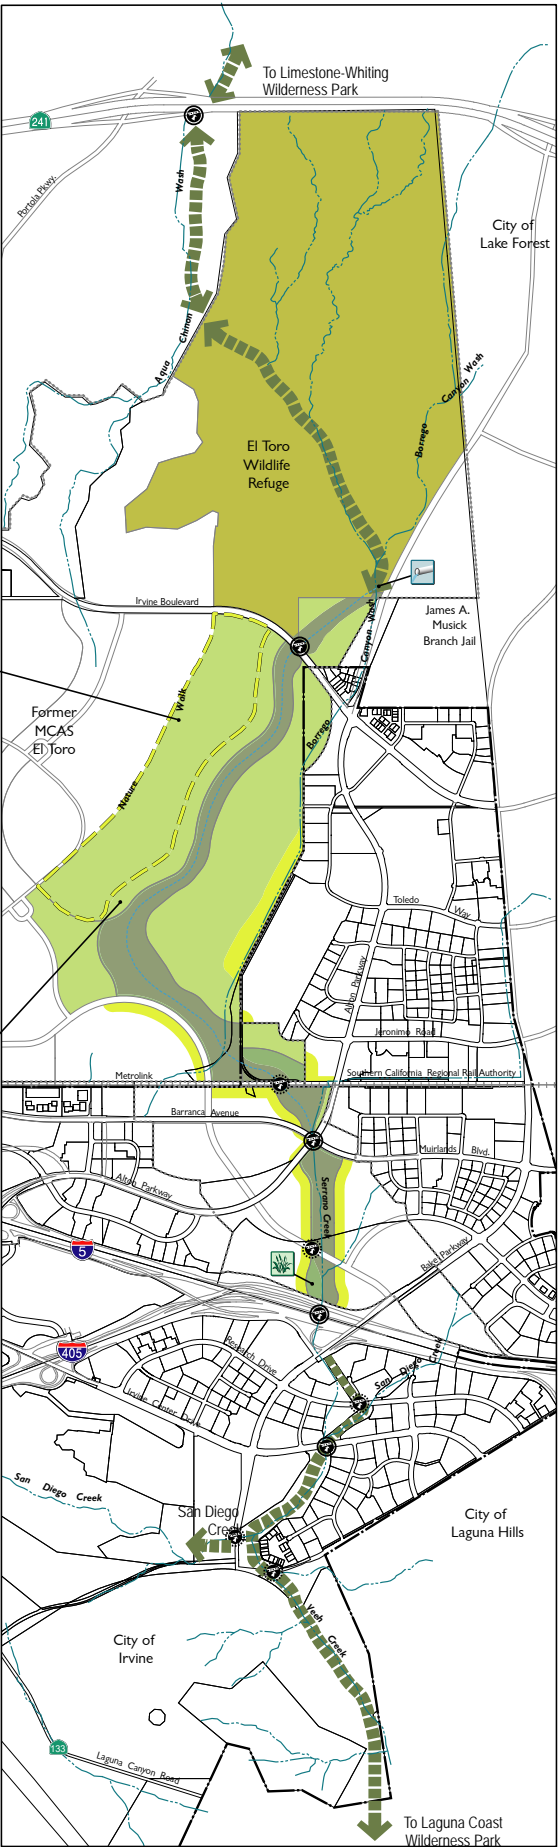 To Limestone-Whiting
Wilderness Park
241
Portola Pkwy.
Wash
City of
Lake Forest
Agua Chinon
Borrego Canyon Wash
El Toro
Wildlife
Refuge
Irvine Boulevard
James A.
Musick
Branch Jail
Canyon Wash
Borrego
Former
MCAS
El Toro
Nature Walk
Toledo Way
Alton Parkway
Jeronimo Road
Metrolink
Southern California Regional Rail Authority
Barranca Avenue
Muirlands Blvd.
Alton Parkway
Serrano Creek
5
Bake Parkway
405
Research Drive
San Diego Creek
Irvine Center Drive
San Diego Creek
San Diego
Creek
City of
Laguna Hills
Veeh Creek
City of
Irvine
133
Laguna Canyon Road
To Laguna Coast
Wilderness Park